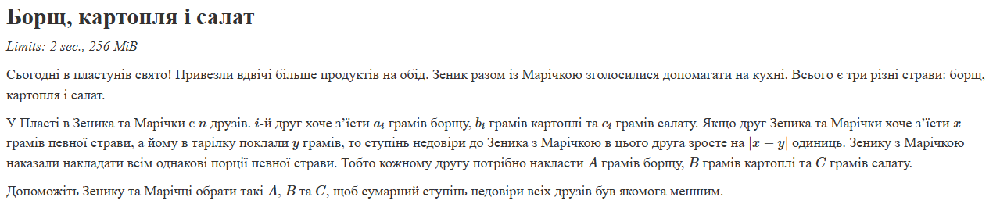 Борщ, картопля і салат
Limits: 2 sec., 256 MiB
Сьогодні в пластунів свято! Привезли вдвічі більше продуктів на обід. Зеник разом із Марічкою зголосилися допомагати на кухні. Всього є три різні страви: борщ,
картопля і салат.
У Пласті в Зеника та Марічки є n друзів. i-й друг хоче з’їсти aᵢ грамів борщу, bᵢ грамів картоплі та cᵢ грамів салату. Якщо друг Зеника та Марічки хоче з’їсти x
грамів певної страви, а йому в тарілку поклали y грамів, то ступінь недовіри до Зеника з Марічкою в цього друга зросте на |x − y| одиниць. Зенику з Марічкою
наказали накладати всім однакові порції певної страви. Тобто кожному другу потрібно накласти A грамів борщу, B грамів картоплі та C грамів салату.
Допоможіть Зенику та Марічці обрати такі A, B та C, щоб сумарний ступінь недовіри всіх друзів був якомога меншим.